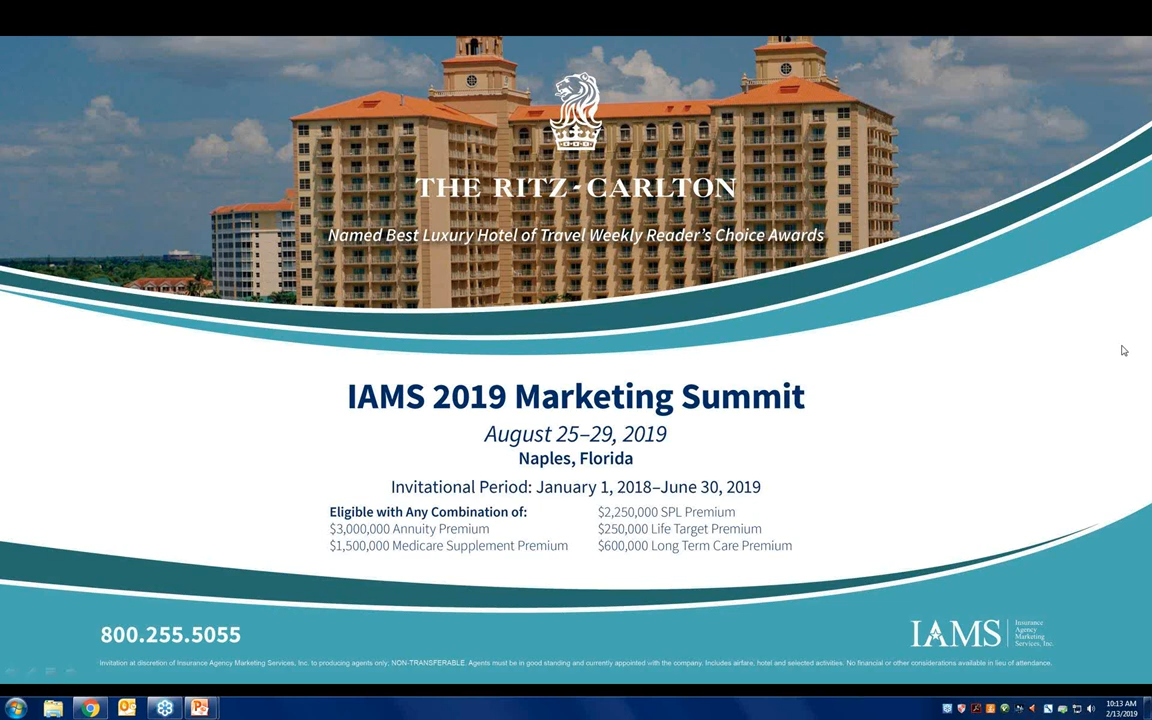 THE RITZ-CARLTON
Named Best Luxury Hotel of Travel Weekly Reader's Choice Awards
IAMS 2019 Marketing Summit
August 25–29, 2019
Naples, Florida
Invitational Period: January 1, 2018–June 30, 2019
Eligible with Any Combination of:
$3,000,000 Annuity Premium
$1,500,000 Medicare Supplement Premium
$2,250,000 SPL Premium
$250,000 Life Target Premium
$600,000 Long Term Care Premium
800.255.5055
IAMS
Insurance
Agency
Marketing
Services, Inc.
Invitation at discretion of Insurance Agency Marketing Services, Inc. to producing agents only, NON-TRANSFERABLE. Agents must be in good standing and currently appointed with the company. Includes airfare, hotel and selected activities. No financial or other considerations available in lieu of attendance.
10:13 AM
2/13/2019